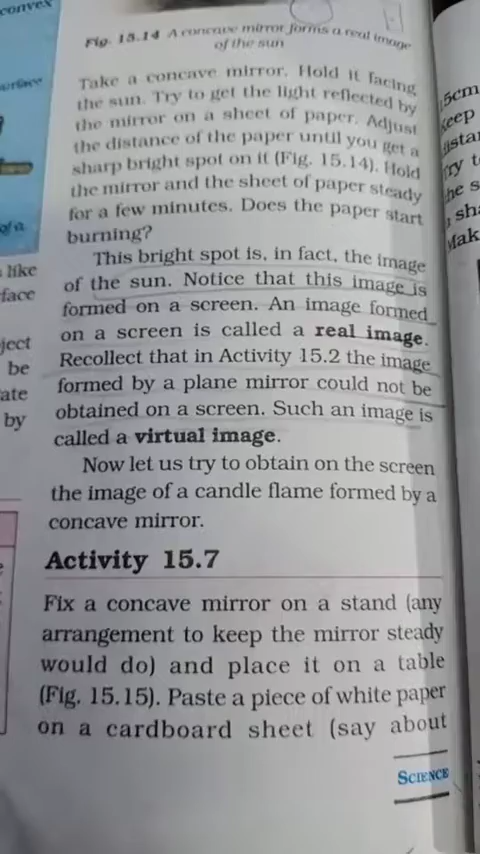 convex
Fig. 15.14 A concave mirror forms a real image
of the sun
Take a concave mirror. Hold it facing
the sun. Try to get the light reflected by
the mirror on a sheet of paper. Adjust
the distance of the paper until you get a
sharp bright spot on it (Fig. 15.14). Hold
the mirror and the sheet of paper steady
for a few minutes. Does the paper start
burning?
This bright spot is, in fact, the image
of the sun. Notice that this image is
formed on a screen. An image formed
on a screen is called a real image.
Recollect that in Activity 15.2 the image
formed by a plane mirror could not be
obtained on a screen. Such an image is
called a virtual image.
Now let us try to obtain on the screen
the image of a candle flame formed by a
concave mirror.
Activity 15.7
Fix a concave mirror on a stand (any
arrangement to keep the mirror steady
would do) and place it on a table
(Fig. 15.15). Paste a piece of white paper
on a cardboard sheet (say about
SCIENCE
of a
like
face
ject
be
ate
by
5cm
keep
ista
ry t
he s
sh
Mak